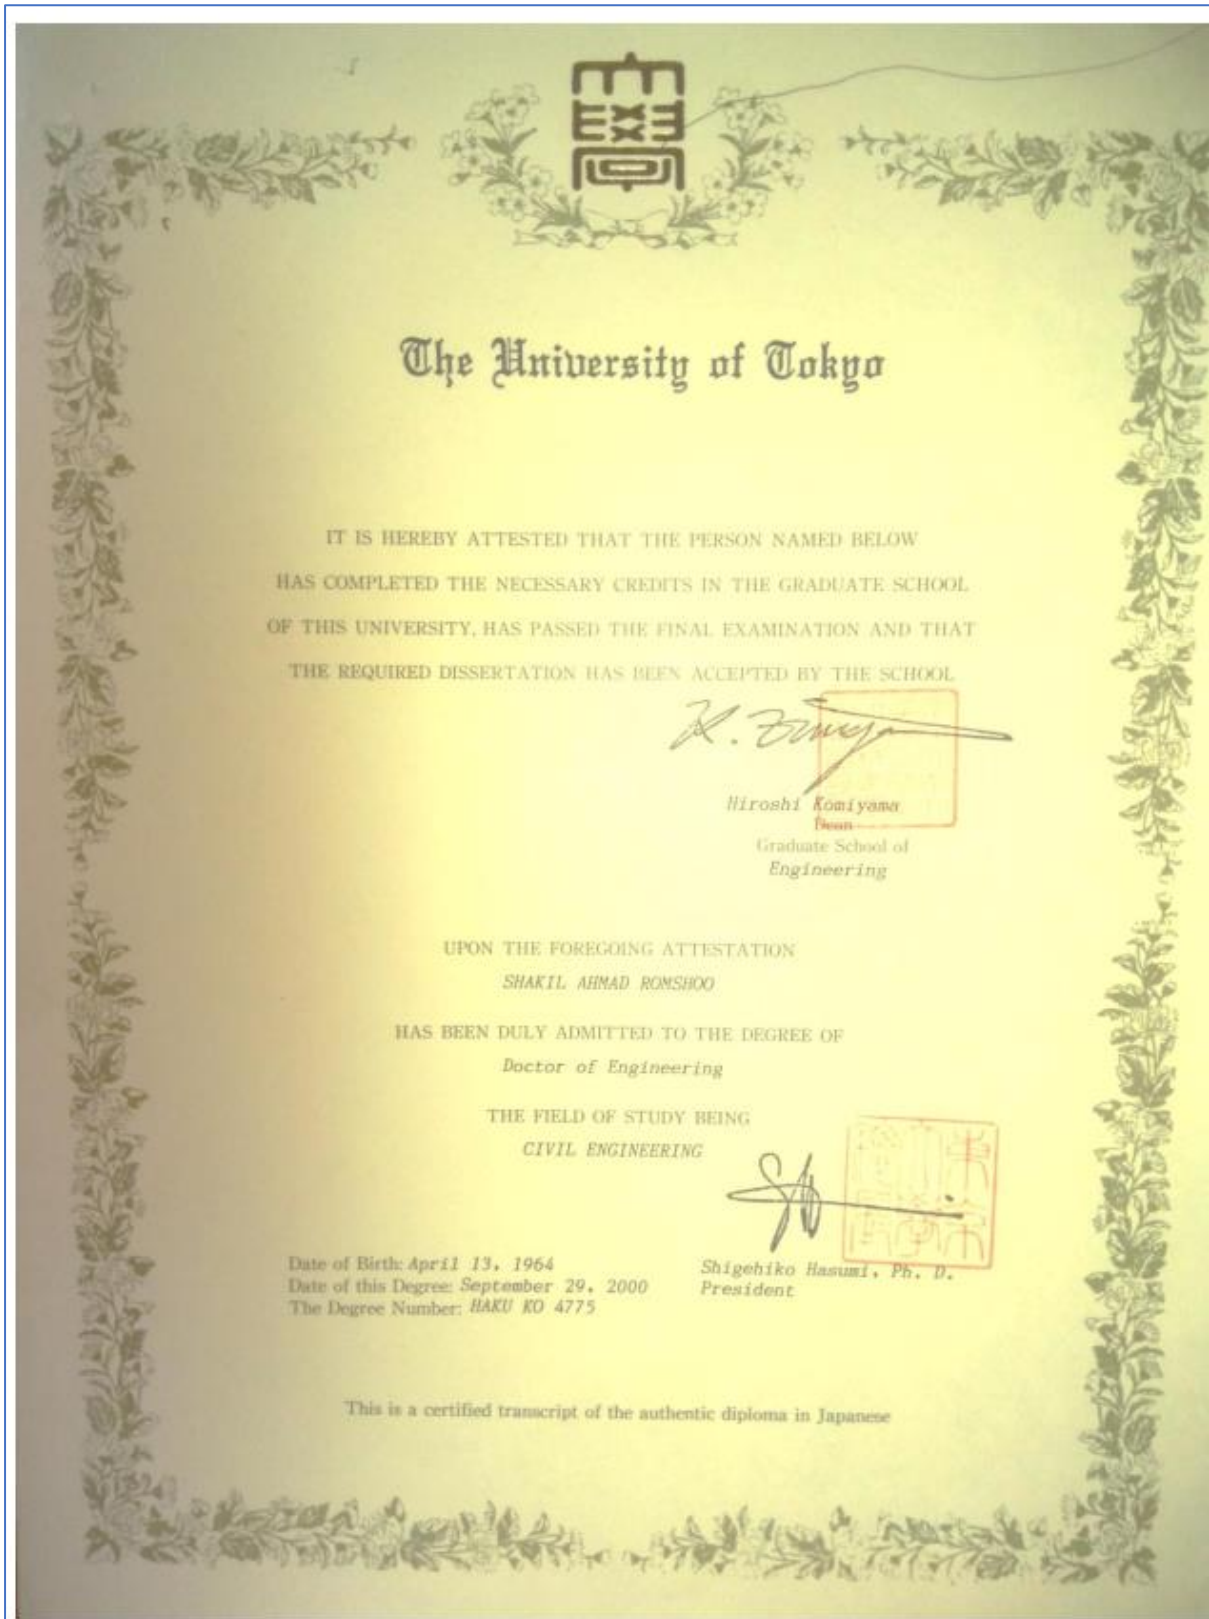 大學
The University of Tokyo
IT IS HEREBY ATTESTED THAT THE PERSON NAMED BELOW
HAS COMPLETED THE NECESSARY CREDITS IN THE GRADUATE SCHOOL
OF THIS UNIVERSITY, HAS PASSED THE FINAL EXAMINATION AND THAT
THE REQUIRED DISSERTATION HAS BEEN ACCEPTED BY THE SCHOOL
Hiroshi Komiyama
Dean
Graduate School of
Engineering
UPON THE FOREGOING ATTESTATION
SHAKIL AHMAD ROMSHOO
HAS BEEN DULY ADMITTED TO THE DEGREE OF
Doctor of Engineering
THE FIELD OF STUDY BEING
CIVIL ENGINEERING
Date of Birth: April 13, 1964
Date of this Degree: September 29, 2000
The Degree Number: HAKU KO 4775
Shigehiko Hasumi, Ph. D.
President
This is a certified transcript of the authentic diploma in Japanese